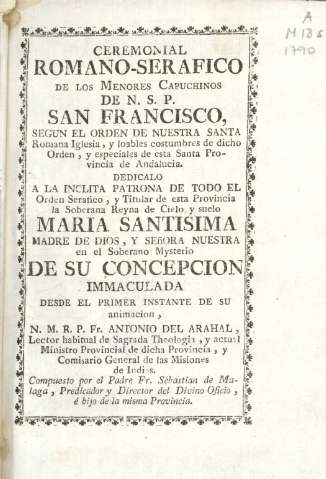 A
M 18 s
1790
CEREMONIAL
ROMANO-SERAFICO
DE LOS MENORES CAPUCHINOS
DE N. S. P.
SAN FRANCISCO,
SEGUN EL ORDEN DE NUESTRA SANTA
Romana Iglesia, y loables costumbres de dicho
Orden, y especiales de esta Santa Pro-
vincia de Andalucia.
DEDICALO
A LA INCLITA PATRONA DE TODO EL
Orden Serafico, y Titular de esta Provincia
la Soberana Reyna de Cielo y suelo
MARIA SANTISIMA
MADRE DE DIOS, Y SEñORA NUESTRA
en el Soberano Mysterio
DE SU CONCEPCION
IMMACULADA
DESDE EL PRIMER INSTANTE DE SU
animacion,
N. M. R. P. Fr. ANTONIO DEL ARAHAL,
Lector habitual de Sagrada Theologia, y actual
Ministro Provincial de dicha Provincia, y
Comisario General de las Misiones
de Indias.
Compuesto por el Padre Fr. Sebastian de Ma-
laga, Predicador y Director del Divino Oficio,
é hijo de la misma Provincia.